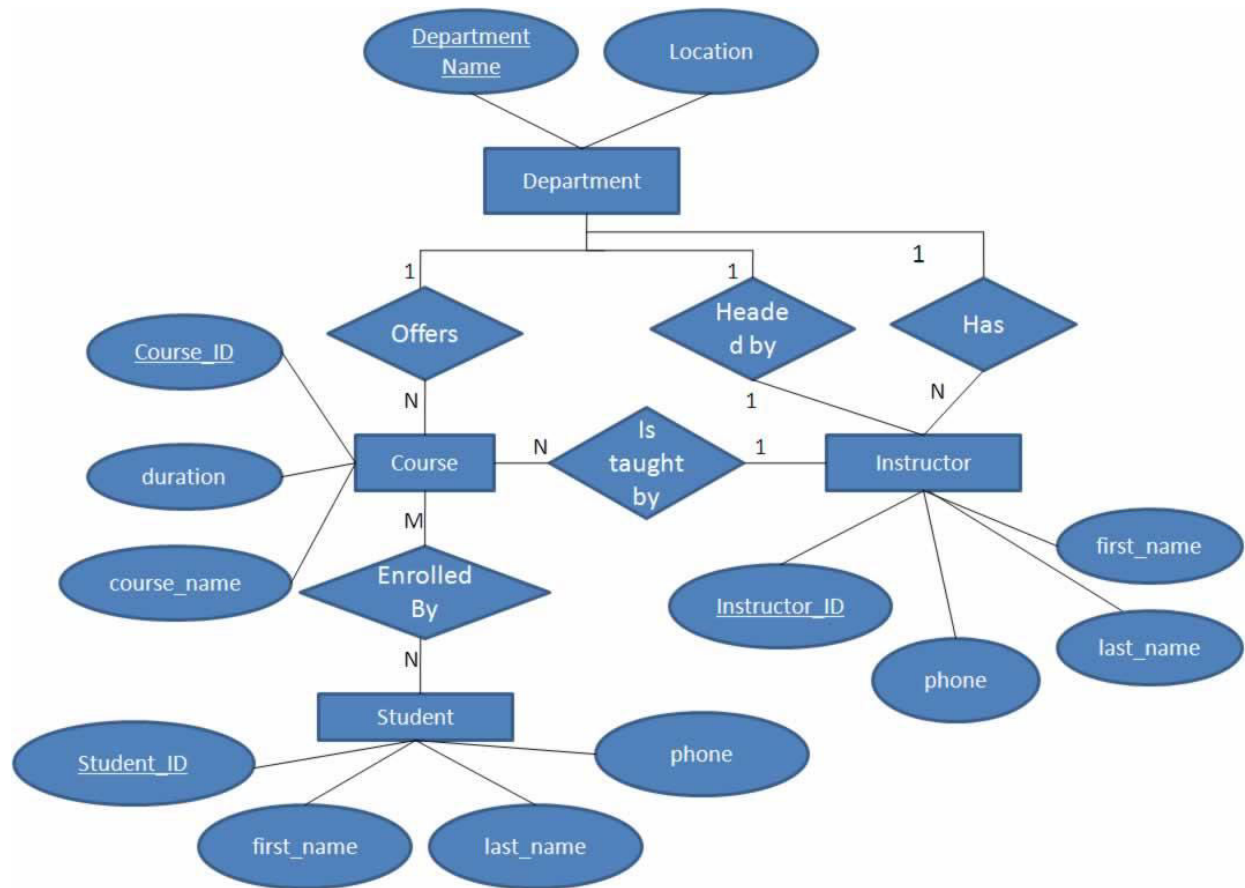 Department
Name
Location
Department
1
1
1
Offers
Heade
d by
Has
Course_ID
N
1
N
duration
Course
N
Is
taught
by
1
Instructor
M
course_name
Enrolled
By
N
first_name
Instructor_ID
last_name
phone
Student
Student_ID
phone
first_name
last_name